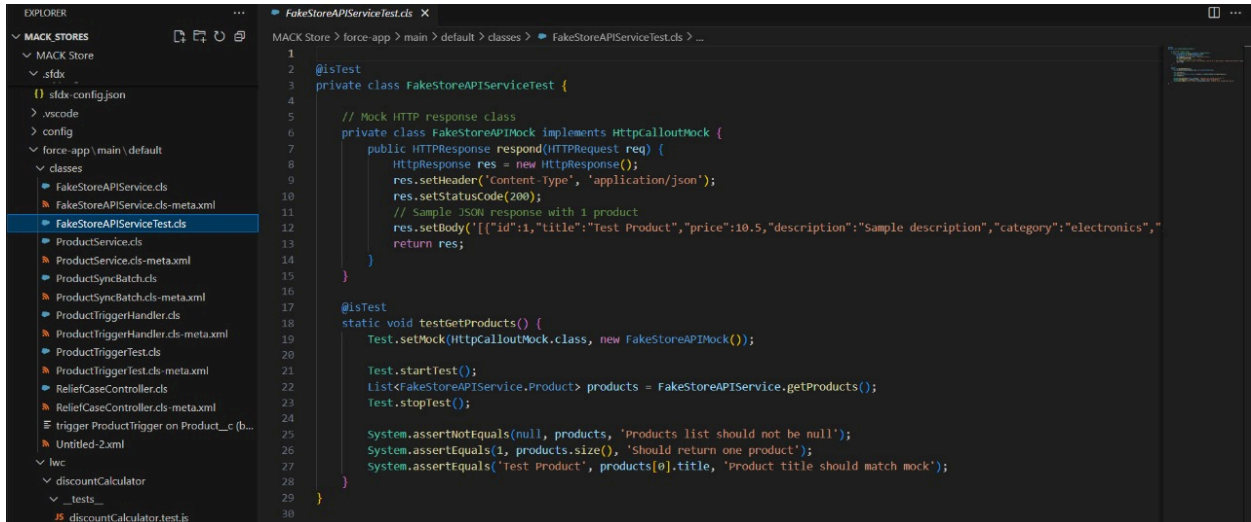 EXPLORER
...
FakeStoreAPIServiceTest.cls
...
MACK_STORES
MACK Store > force-app > main > default > classes > FakeStoreAPIServiceTest.cls > ...
MACK Store
.sfdx
{} sfdx-config.json
.vscode
config
force-app\main\default
classes
FakeStoreAPIService.cls
FakeStoreAPIService.cls-meta.xml
FakeStoreAPIServiceTest.cls
ProductService.cls
ProductService.cls-meta.xml
ProductSyncBatch.cls
ProductSyncBatch.cls-meta.xml
ProductTriggerHandler.cls
ProductTriggerHandler.cls-meta.xml
ProductTriggerTest.cls
ProductTriggerTest.cls-meta.xml
ReliefCaseController.cls
ReliefCaseController.cls-meta.xml
trigger ProductTrigger on Product__c (b...
Untitled-2.xml
lwc
discountCalculator
__tests__
JS discountCalculator.test.js
1
2 @isTest
3 private class FakeStoreAPIServiceTest {
4
5 // Mock HTTP response class
6 private class FakeStoreAPIMock implements HttpCalloutMock {
7 public HTTPResponse respond(HTTPRequest req) {
8 HttpResponse res = new HttpResponse();
9 res.setHeader('Content-Type', 'application/json');
10 res.setStatusCode(200);
11 // Sample JSON response with 1 product
12 res.setBody('[{"id":1,"title":"Test Product","price":10.5,"description":"Sample description","category":"electronics","
13 return res;
14 }
15 }
16
17 @isTest
18 static void testGetProducts() {
19 Test.setMock(HttpCalloutMock.class, new FakeStoreAPIMock());
20
21 Test.startTest();
22 List<FakeStoreAPIService.Product> products = FakeStoreAPIService.getProducts();
23 Test.stopTest();
24
25 System.assertNotEquals(null, products, 'Products list should not be null');
26 System.assertEquals(1, products.size(), 'Should return one product');
27 System.assertEquals('Test Product', products[0].title, 'Product title should match mock');
28 }
29 }
30